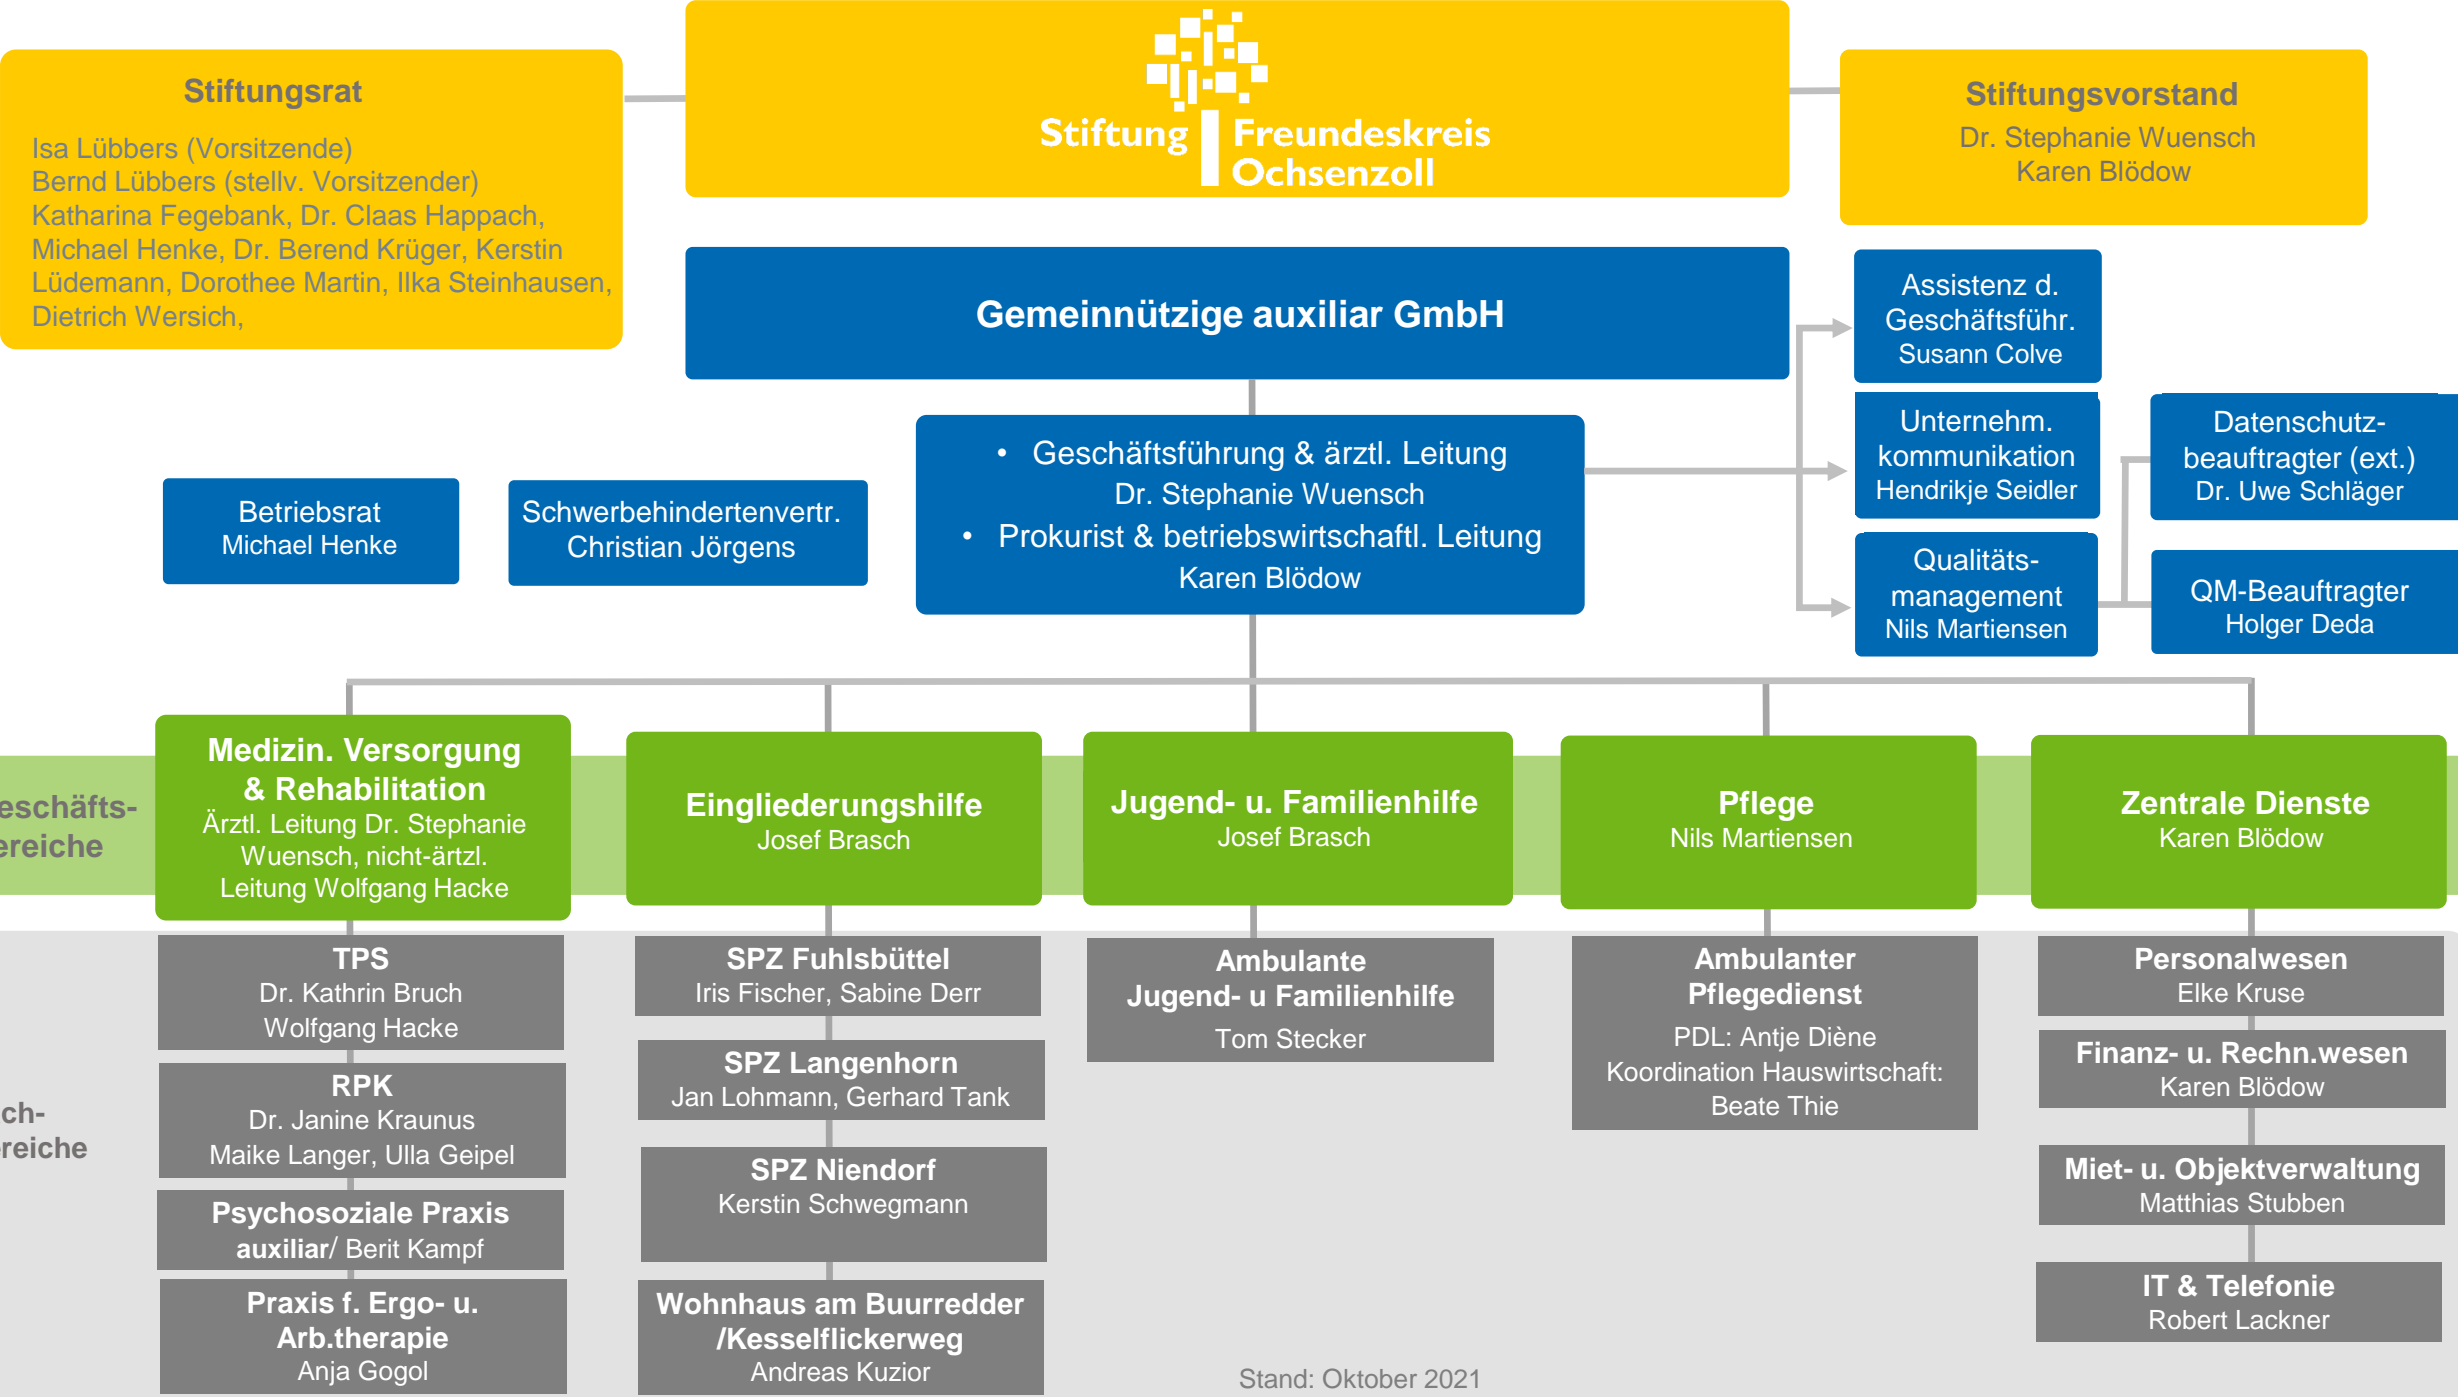 Stiftungsrat
Isa Lübbers (Vorsitzende)
Bernd Lübbers (stellv. Vorsitzender)
Katharina Fegebank, Dr. Claas Happach,
Michael Henke, Dr. Berend Krüger, Kerstin
Lüdemann, Dorothee Martin, Ilka Steinhausen,
Dietrich Wersich,
Stiftung Freundeskreis
Ochsenzoll
Stiftungsvorstand
Dr. Stephanie Wuensch
Karen Blödow
Gemeinnützige auxiliar GmbH
Assistenz d.
Geschäftsführ.
Susann Colve
• Geschäftsführung & ärztl. Leitung
Dr. Stephanie Wuensch
• Prokurist & betriebswirtschaftl. Leitung
Karen Blödow
Unternehm.
kommunikation
Hendrikje Seidler
Datenschutz-
beauftragter (ext.)
Dr. Uwe Schläger
Betriebsrat
Michael Henke
Schwerbehindertenvertr.
Christian Jörgens
Qualitäts-
management
Nils Martiensen
QM-Beauftragter
Holger Deda
eschäfts-
ereiche
Medizin. Versorgung
& Rehabilitation
Ärztl. Leitung Dr. Stephanie
Wuensch, nicht-ärtzl.
Leitung Wolfgang Hacke
Eingliederungshilfe
Josef Brasch
Jugend- u. Familienhilfe
Josef Brasch
Pflege
Nils Martiensen
Zentrale Dienste
Karen Blödow
ch-
reiche
TPS
Dr. Kathrin Bruch
Wolfgang Hacke
RPK
Dr. Janine Kraunus
Maike Langer, Ulla Geipel
Psychosoziale Praxis
auxiliar/ Berit Kampf
Praxis f. Ergo- u.
Arb.therapie
Anja Gogol
SPZ Fuhlsbüttel
Iris Fischer, Sabine Derr
SPZ Langenhorn
Jan Lohmann, Gerhard Tank
SPZ Niendorf
Kerstin Schwegmann
Wohnhaus am Buurredder
/Kesselflickerweg
Andreas Kuzior
Ambulante
Jugend- u Familienhilfe
Tom Stecker
Ambulanter
Pflegedienst
PDL: Antje Diène
Koordination Hauswirtschaft:
Beate Thie
Personalwesen
Elke Kruse
Finanz- u. Rechn.wesen
Karen Blödow
Miet- u. Objektverwaltung
Matthias Stubben
IT & Telefonie
Robert Lackner
Stand: Oktober 2021